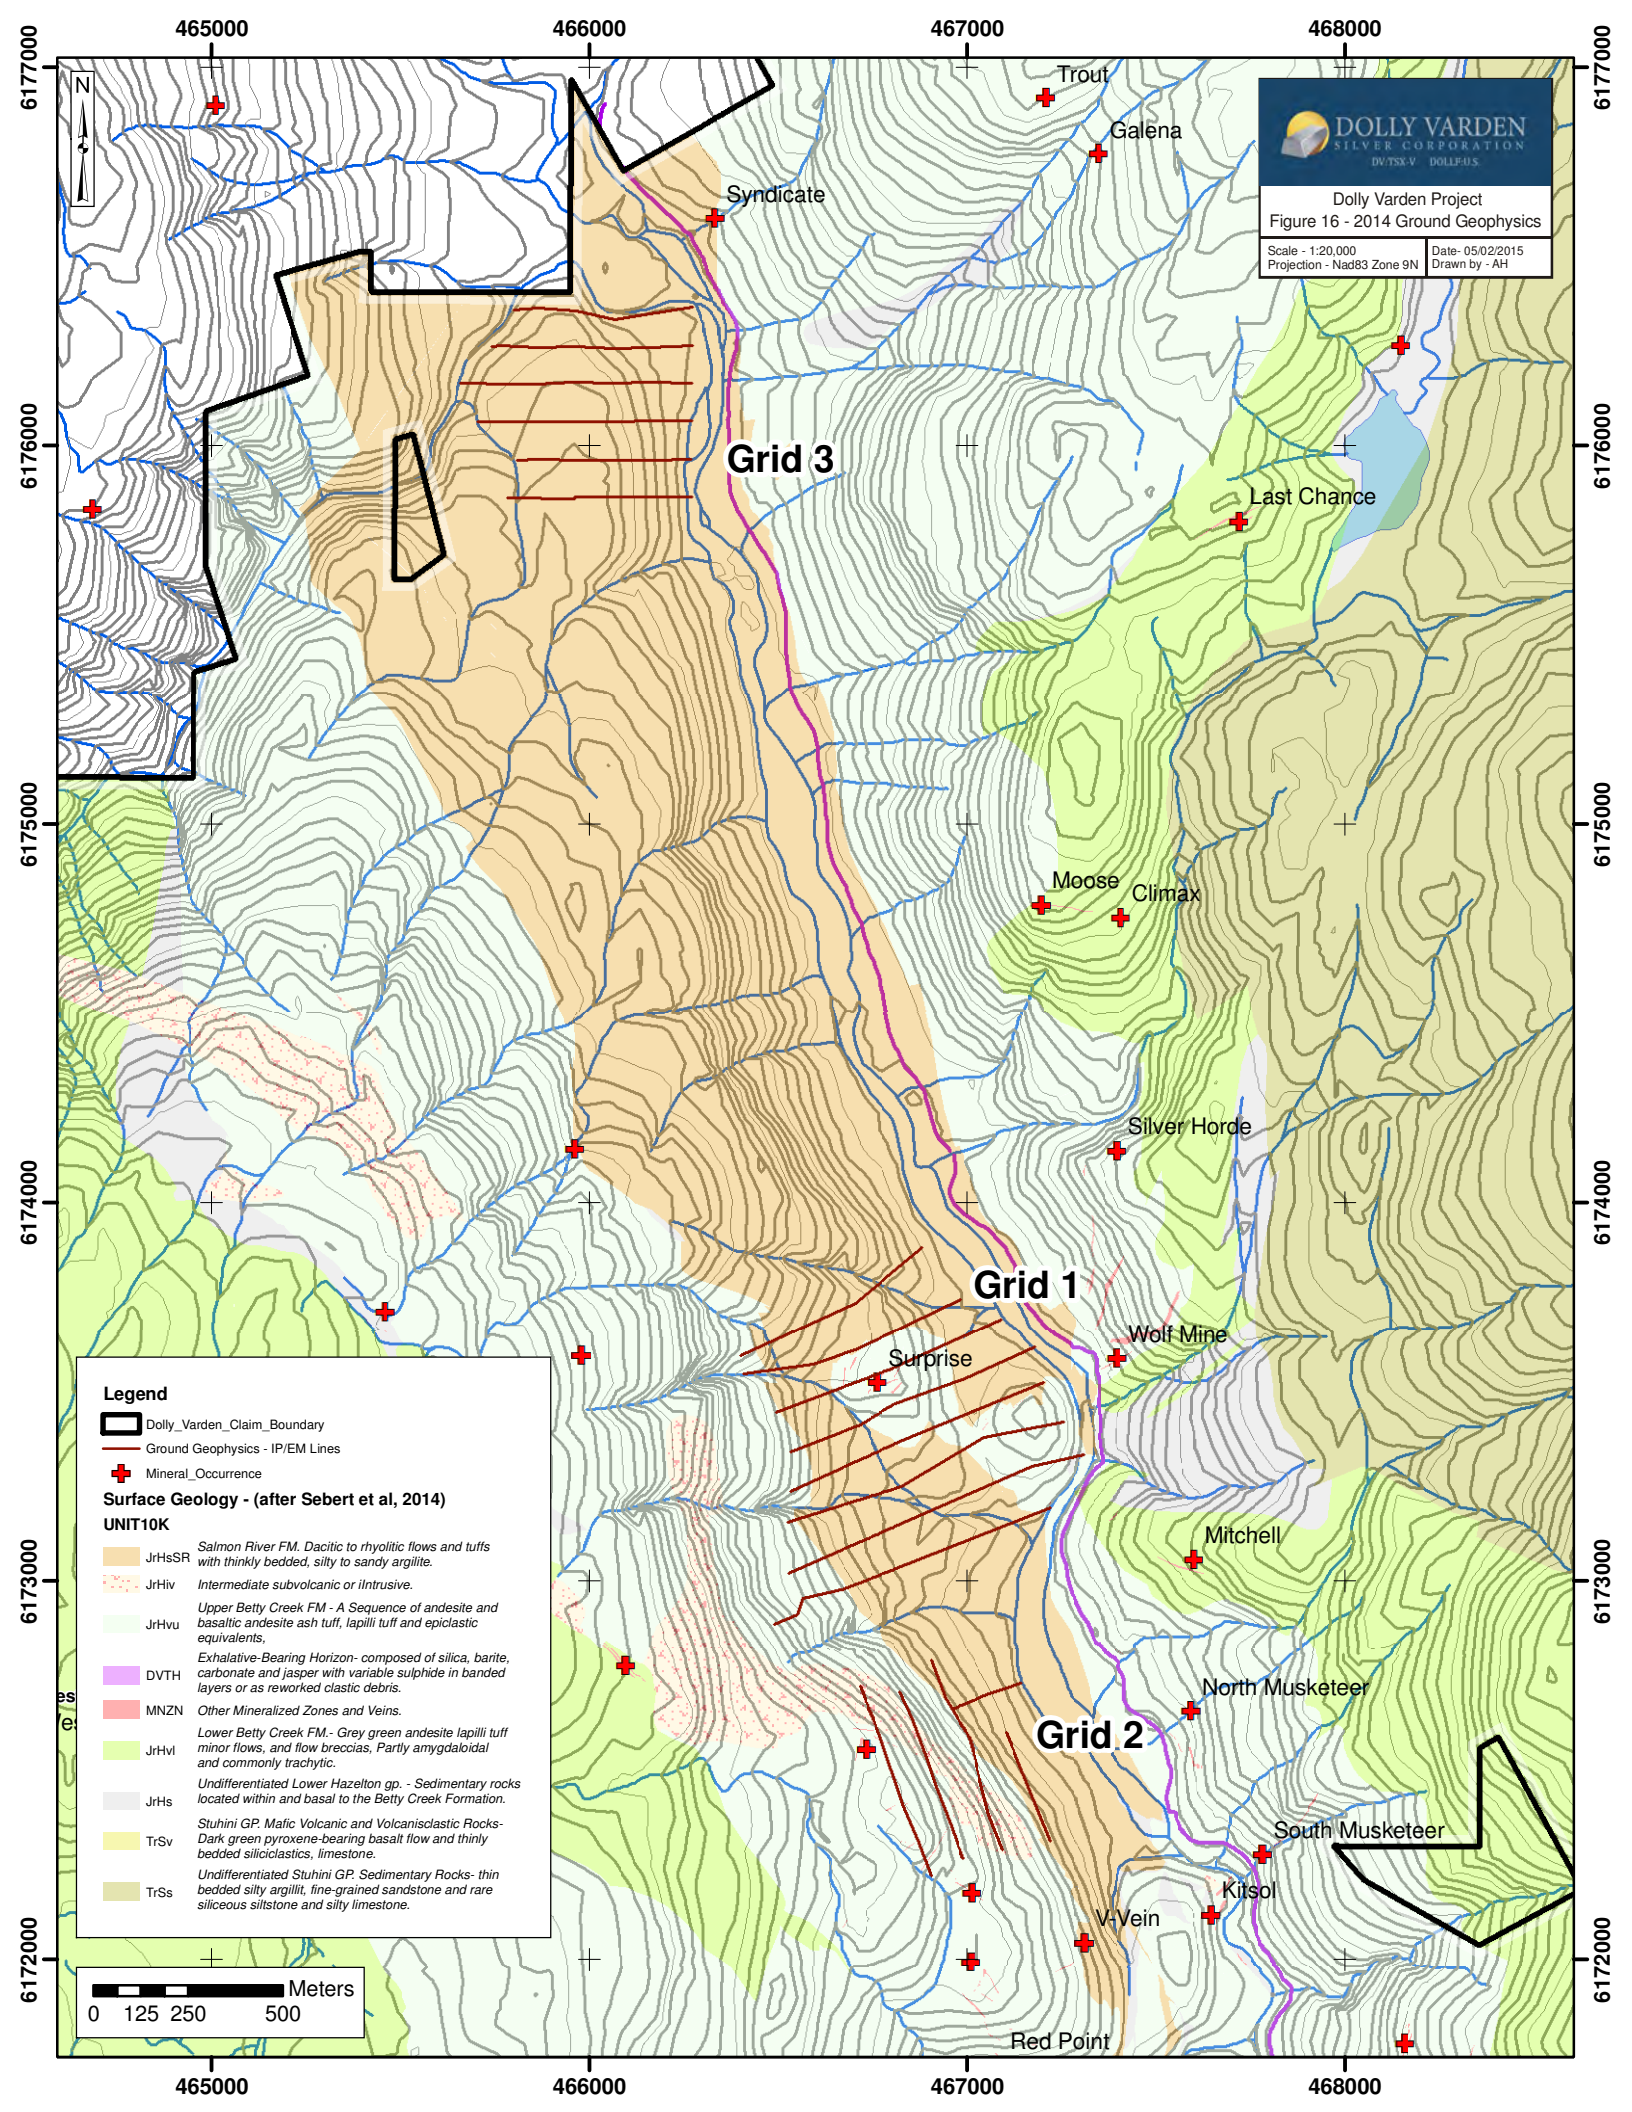 465000
466000
467000
468000
6177000
6177000
N
Trout
Galena
Syndicate
DOLLY VARDEN
SILVER CORPORATION
DV:TSX-V DOLLF:U.S.
Dolly Varden Project
Figure 16 - 2014 Ground Geophysics
Scale - 1:20,000
Projection - Nad83 Zone 9N
Date- 05/02/2015
Drawn by - AH
6176000
6176000
Grid 3
Last Chance
6175000
6175000
Moose
Climax
Silver Horde
6174000
6174000
Grid 1
Wolf Mine
Surprise
Legend
Dolly_Varden_Claim_Boundary
Ground Geophysics - IP/EM Lines
Mineral_Occurrence
Surface Geology - (after Sebert et al, 2014)
UNIT10K
JrHsSR
Salmon River FM. Dacitic to rhyolitic flows and tuffs
with thinkly bedded, silty to sandy argilite.
JrHiv
Intermediate subvolcanic or iIntrusive.
JrHvu
Upper Betty Creek FM - A Sequence of andesite and
basaltic andesite ash tuff, lapilli tuff and epiclastic
equivalents,
DVTH
Exhalative-Bearing Horizon- composed of silica, barite,
carbonate and jasper with variable sulphide in banded
layers or as reworked clastic debris.
MNZN
Other Mineralized Zones and Veins.
JrHvl
Lower Betty Creek FM.- Grey green andesite lapilli tuff
minor flows, and flow breccias, Partly amygdaloidal
and commonly trachytic.
JrHs
Undifferentiated Lower Hazelton gp. - Sedimentary rocks
located within and basal to the Betty Creek Formation.
TrSv
Stuhini GP. Mafic Volcanic and Volcanisclastic Rocks-
Dark green pyroxene-bearing basalt flow and thinly
bedded siliciclastics, limestone.
TrSs
Undifferentiated Stuhini GP. Sedimentary Rocks- thin
bedded silty argillit, fine-grained sandstone and rare
siliceous siltstone and silty limestone.
Mitchell
6173000
6173000
North Musketeer
Grid 2
South Musketeer
Kitsol
V-Vein
6172000
6172000
Red Point
Meters
0 125 250 500
465000
466000
467000
468000